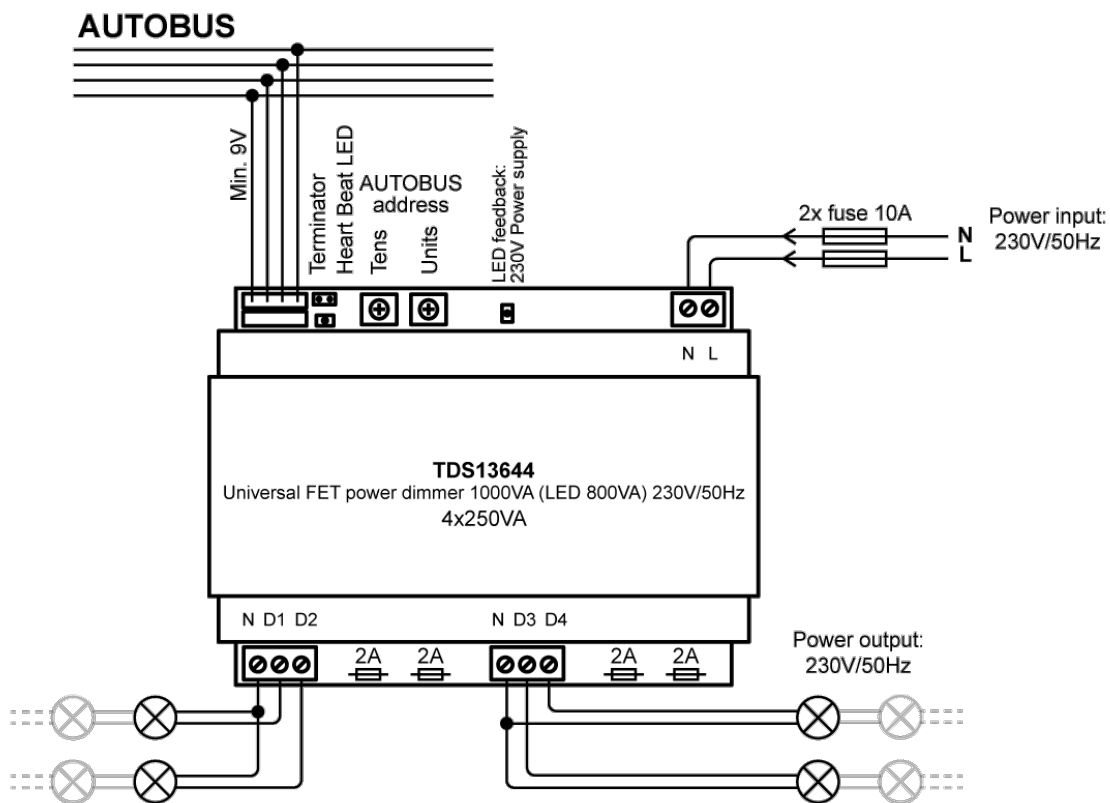 AUTOBUS
Min. 9V
Terminator
Heart Beat LED
AUTOBUS
address
Tens
Units
LED feedback:
230V Power supply
2x fuse 10A
N
L
Power input:
230V/50Hz
N L
TDS13644
Universal FET power dimmer 1000VA (LED 800VA) 230V/50Hz
4x250VA
N D1 D2
N D3 D4
2A
2A
2A
2A
Power output:
230V/50Hz